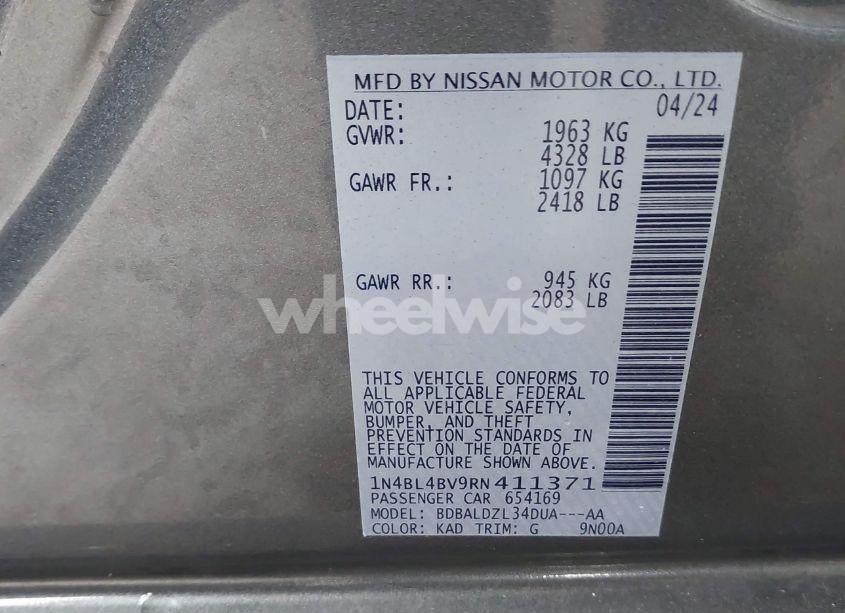 MFD BY NISSAN MOTOR CO., LTD.
DATE: 04/24
GVWR: 1963 KG
4328 LB
GAWR FR.: 1097 KG
2418 LB
GAWR RR.: 945 KG
2083 LB
wheelwise
THIS VEHICLE CONFORMS TO
ALL APPLICABLE FEDERAL
MOTOR VEHICLE SAFETY,
BUMPER, AND THEFT
PREVENTION STANDARDS IN
EFFECT ON THE DATE OF
MANUFACTURE SHOWN ABOVE.
1N4BL4BV9RN411371
PASSENGER CAR 654169
MODEL: BDBALDZL34DUA---AA
COLOR: KAD TRIM: G 9N00A